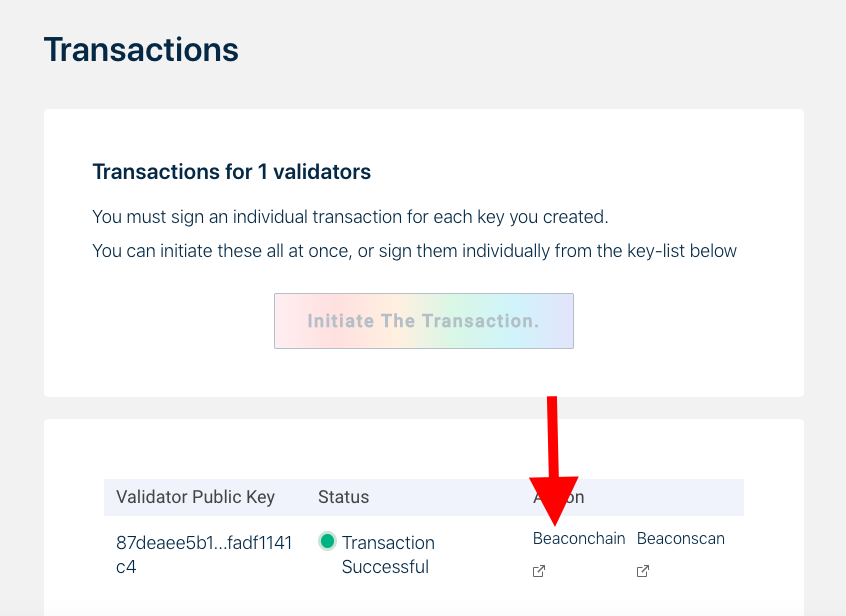 Transactions
Transactions for 1 validators
You must sign an individual transaction for each key you created.
You can initiate these all at once, or sign them individually from the key-list below
Initiate The Transaction.
Validator Public Key Status
87deaee5b1...fadf1141 Transaction Beaconchain Beaconscan
c4 Successful